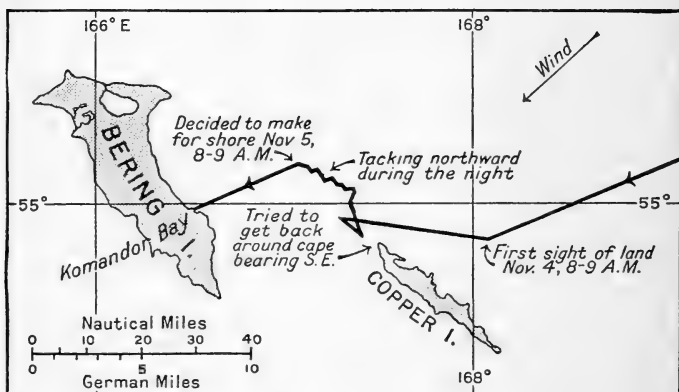 166° E
168°
Wind
Decided to make
for shore Nov 5,
8-9 A.M.
Tacking northward
during the night
BERING I.
55°
55°
Komandor Bay
Tried to
get back
around cape
bearing S.E.
First sight of land
Nov. 4, 8-9 A.M.
COPPER I.
Nautical Miles
0 20 40
0 5 10
German Miles
168°